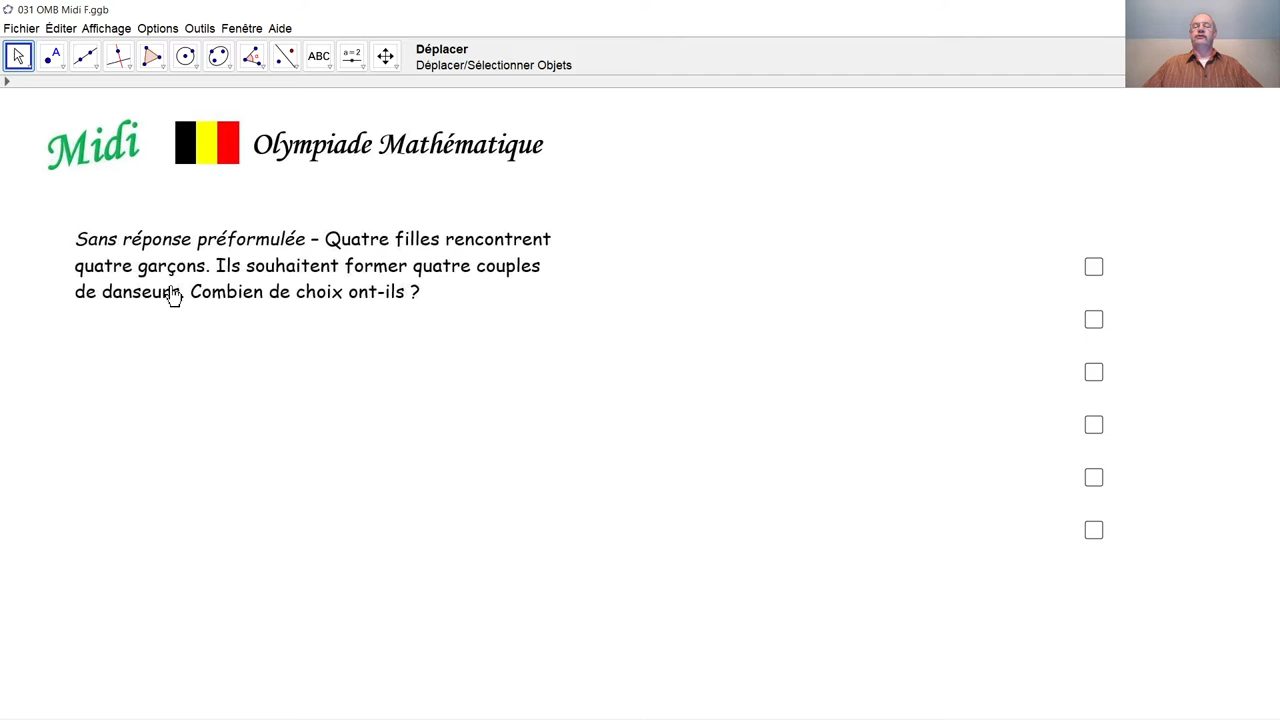 031 OMB Midi F.ggb
Fichier Éditer Affichage Options Outils Fenêtre Aide
A ABC a=2 Déplacer
Déplacer/Sélectionner Objets
Midi Olympiade Mathématique
Sans réponse préformulée – Quatre filles rencontrent
quatre garçons. Ils souhaitent former quatre couples
de danseurs. Combien de choix ont-ils ?